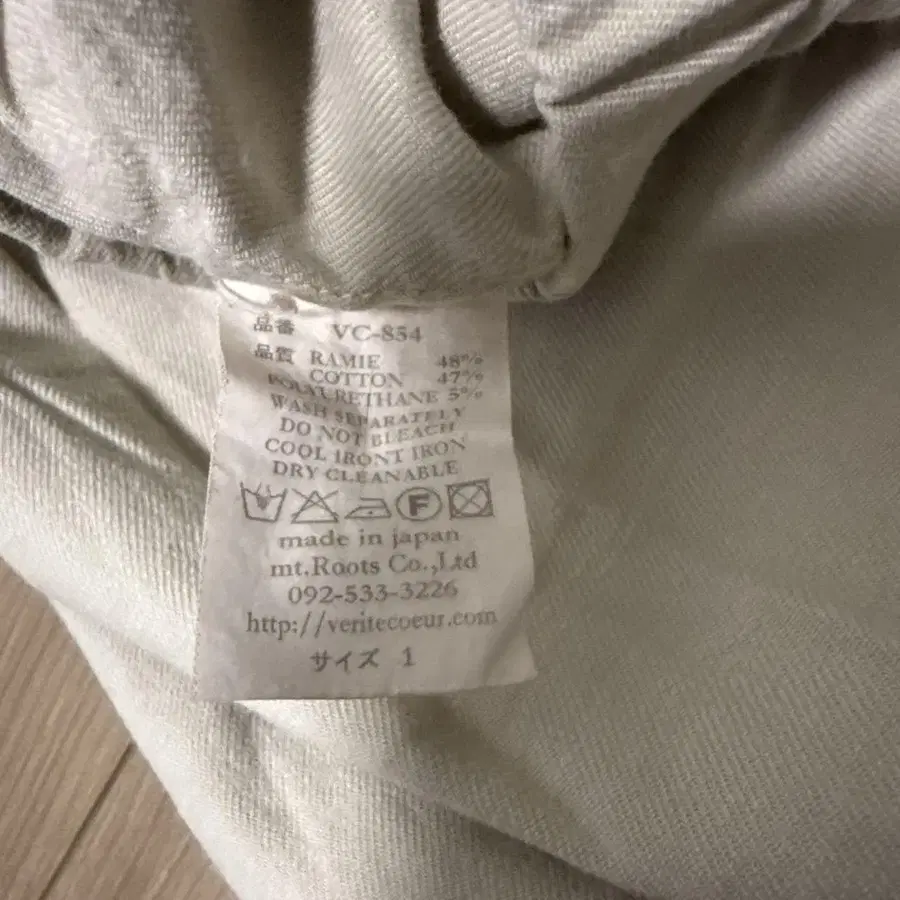 品番 VC-854
品質 RAMIE 48%
COTTON 47%
POLYURETHANE 5%
WASH SEPARATELY
DO NOT BLEACH
COOL IRONT IRON
DRY CLEANABLE
F
made in japan
mt.Roots Co.,Ltd
092-533-3226
http://veritecoeur.com
サイズ 1